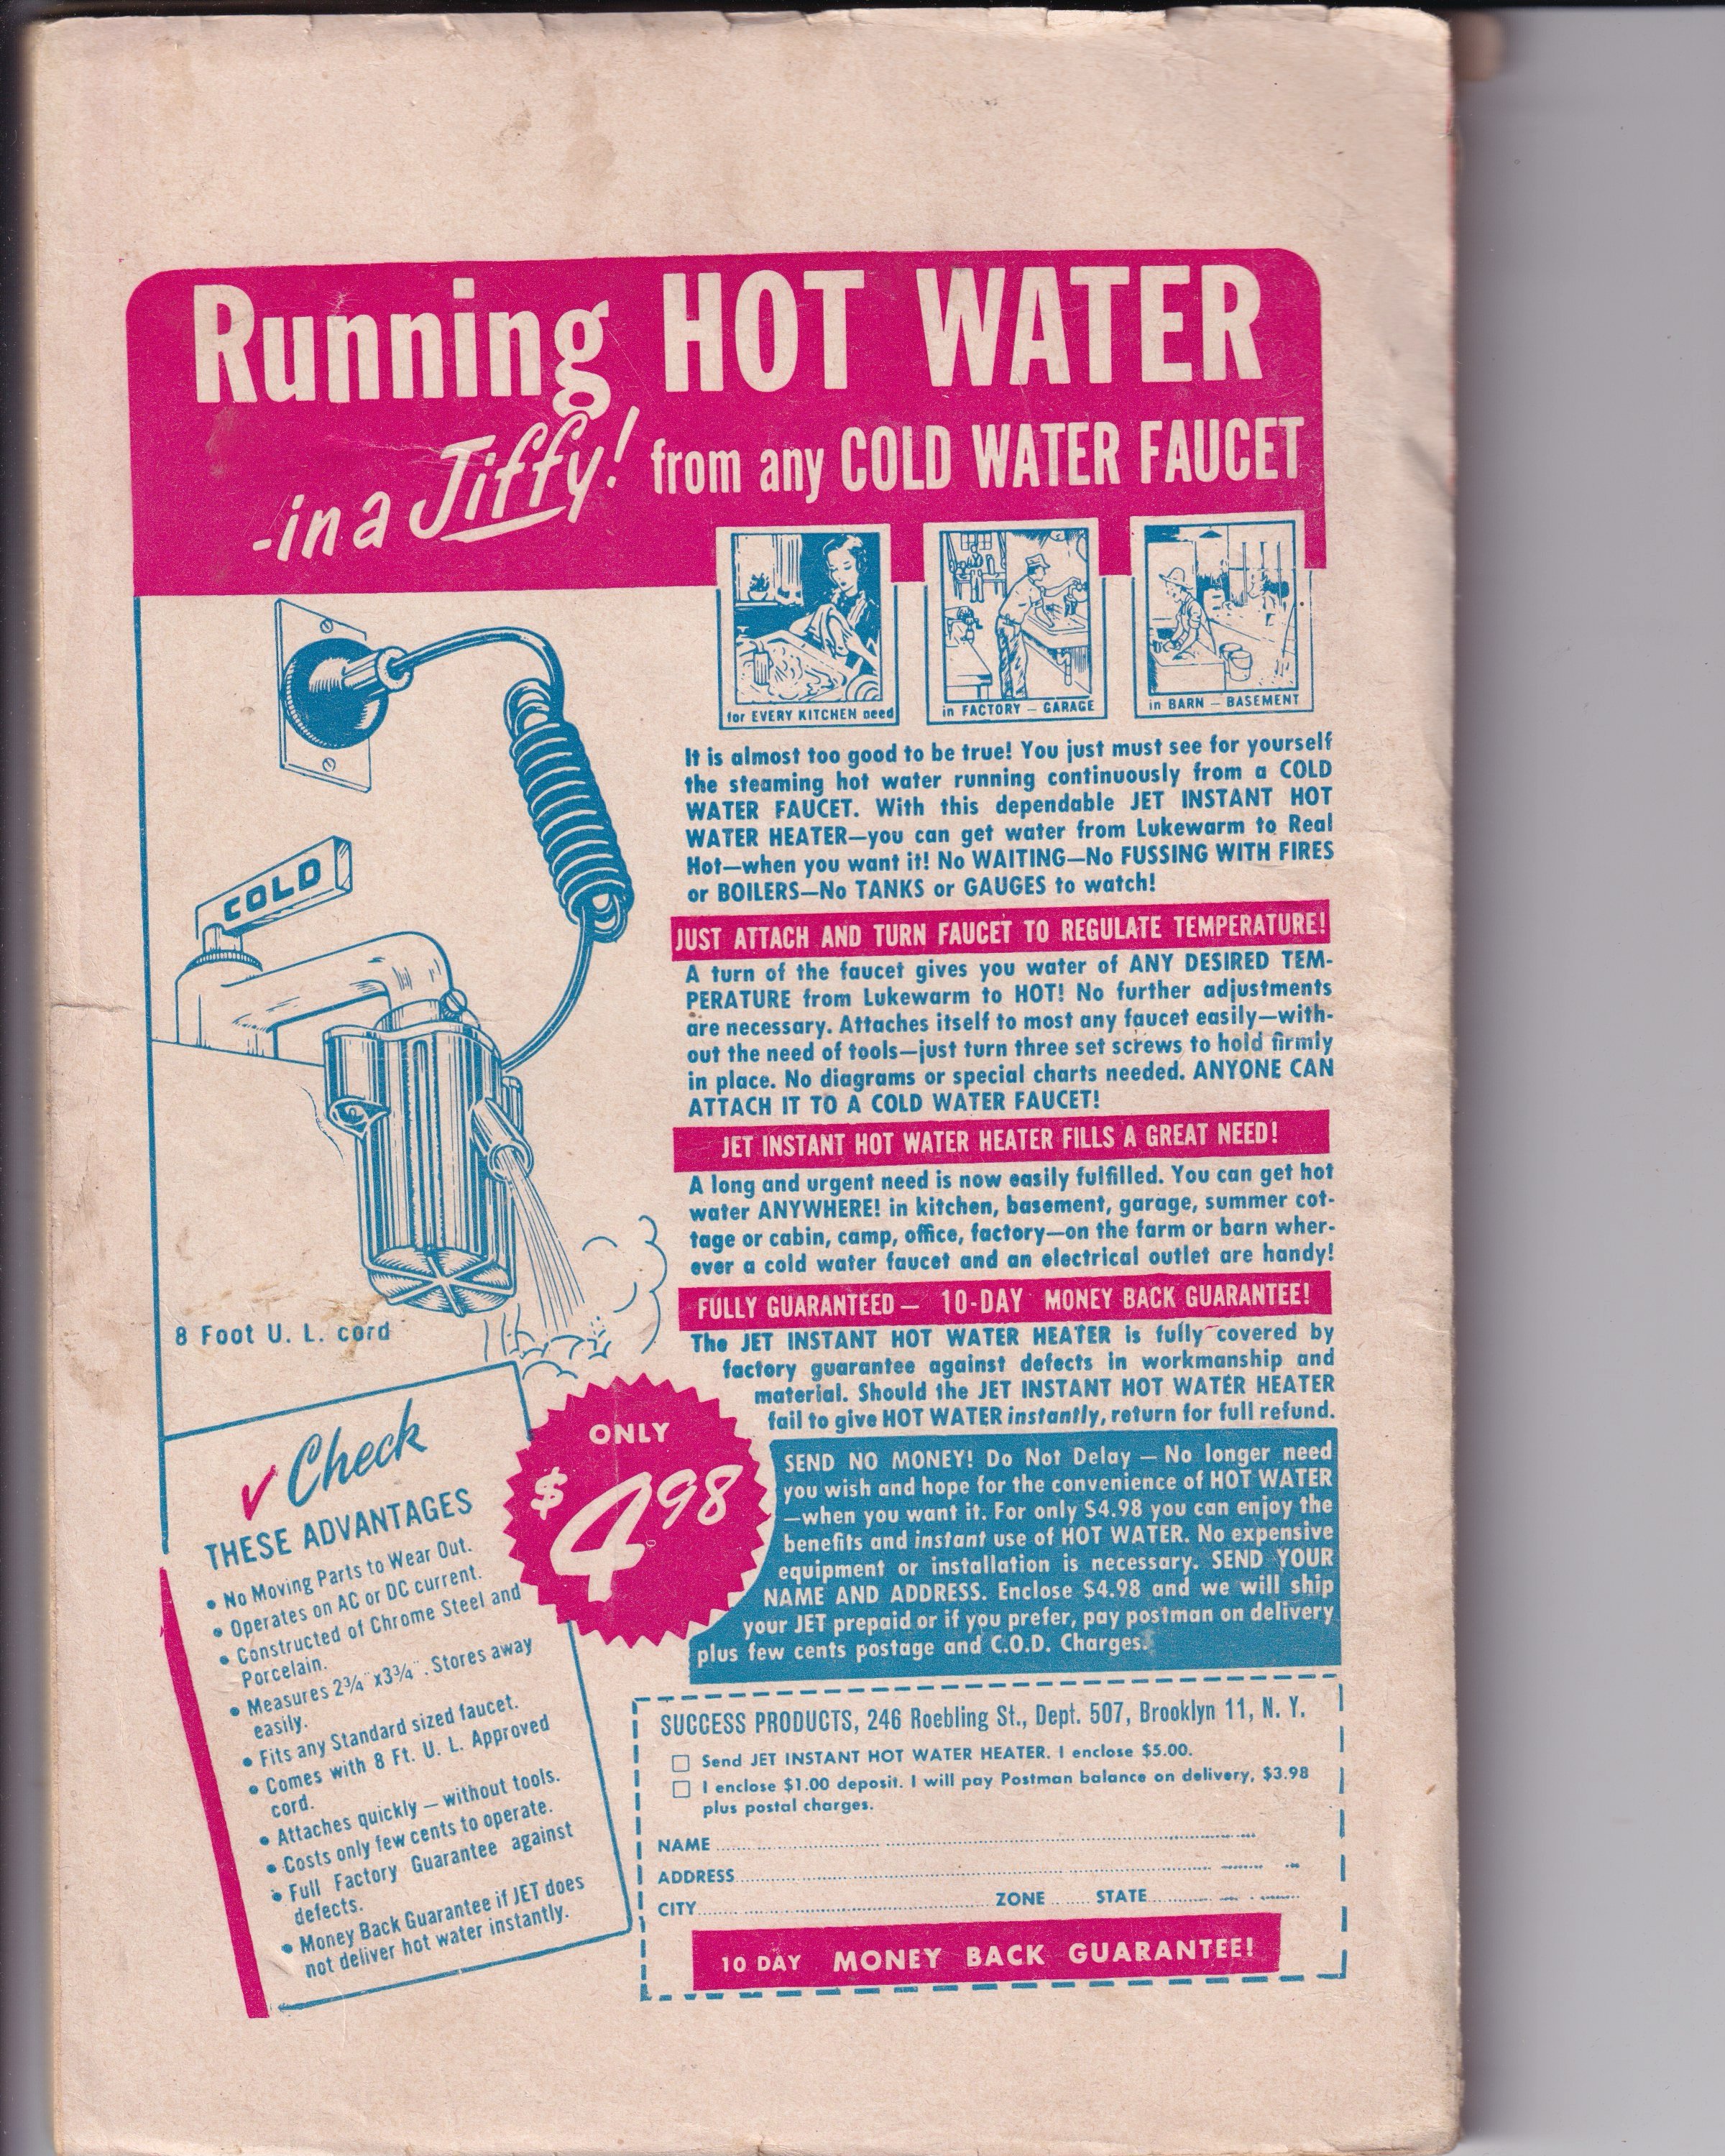 Running HOT WATER
-in a Jiffy! from any COLD WATER FAUCET
for EVERY KITCHEN need
in FACTORY — GARAGE
in BARN — BASEMENT
COLD
8 Foot U. L. cord
It is almost too good to be true! You just must see for yourself
the steaming hot water running continuously from a COLD
WATER FAUCET. With this dependable JET INSTANT HOT
WATER HEATER—you can get water from Lukewarm to Real
Hot—when you want it! No WAITING—No FUSSING WITH FIRES
or BOILERS—No TANKS or GAUGES to watch!
JUST ATTACH AND TURN FAUCET TO REGULATE TEMPERATURE!
A turn of the faucet gives you water of ANY DESIRED TEM-
PERATURE from Lukewarm to HOT! No further adjustments
are necessary. Attaches itself to most any faucet easily—with-
out the need of tools—just turn three set screws to hold firmly
in place. No diagrams or special charts needed. ANYONE CAN
ATTACH IT TO A COLD WATER FAUCET!
JET INSTANT HOT WATER HEATER FILLS A GREAT NEED!
A long and urgent need is now easily fulfilled. You can get hot
water ANYWHERE! in kitchen, basement, garage, summer cot-
tage or cabin, camp, office, factory—on the farm or barn wher-
ever a cold water faucet and an electrical outlet are handy!
FULLY GUARANTEED — 10-DAY MONEY BACK GUARANTEE!
The JET INSTANT HOT WATER HEATER is fully covered by
factory guarantee against defects in workmanship and
material. Should the JET INSTANT HOT WATER HEATER
fail to give HOT WATER instantly, return for full refund.
ONLY
$4.98
SEND NO MONEY! Do Not Delay — No longer need
you wish and hope for the convenience of HOT WATER
—when you want it. For only $4.98 you can enjoy the
benefits and instant use of HOT WATER. No expensive
equipment or installation is necessary. SEND YOUR
NAME AND ADDRESS. Enclose $4.98 and we will ship
your JET prepaid or if you prefer, pay postman on delivery
plus few cents postage and C.O.D. Charges.
✓ Check
THESE ADVANTAGES
• No Moving Parts to Wear Out.
• Operates on AC or DC current.
• Constructed of Chrome Steel and
Porcelain.
• Measures 2¾" x3¾". Stores away
easily.
• Fits any Standard sized faucet.
• Comes with 8 Ft. U. L. Approved
cord.
• Attaches quickly — without tools.
• Costs only few cents to operate.
• Full Factory Guarantee against
defects.
• Money Back Guarantee if JET does
not deliver hot water instantly.
SUCCESS PRODUCTS, 246 Roebling St., Dept. 507, Brooklyn 11, N. Y.
☐ Send JET INSTANT HOT WATER HEATER. I enclose $5.00.
☐ I enclose $1.00 deposit. I will pay Postman balance on delivery, $3.98
plus postal charges.
NAME
ADDRESS
CITY ZONE STATE
10 DAY MONEY BACK GUARANTEE!